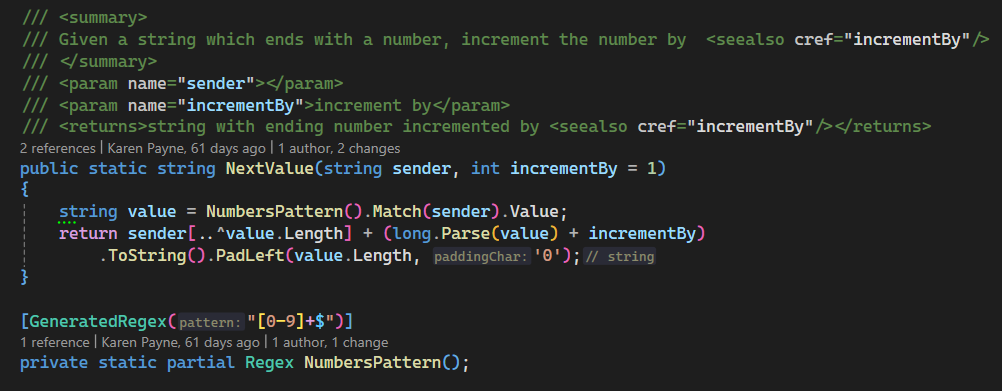 /// <summary>
/// Given a string which ends with a number, increment the number by  <seealso cref="incrementBy"/>
/// </summary>
/// <param name="sender"></param>
/// <param name="incrementBy">increment by</param>
/// <returns>string with ending number incremented by <seealso cref="incrementBy"/></returns>
2 references | Karen Payne, 61 days ago | 1 author, 2 changes
public static string NextValue(string sender, int incrementBy = 1)
{
    string value = NumbersPattern().Match(sender).Value;
    return sender[..^value.Length] + (long.Parse(value) + incrementBy)
        .ToString().PadLeft(value.Length, paddingChar: '0'); // string
}

[GeneratedRegex( pattern: "[0-9]+$")]
1 reference | Karen Payne, 61 days ago | 1 author, 1 change
private static partial Regex NumbersPattern();